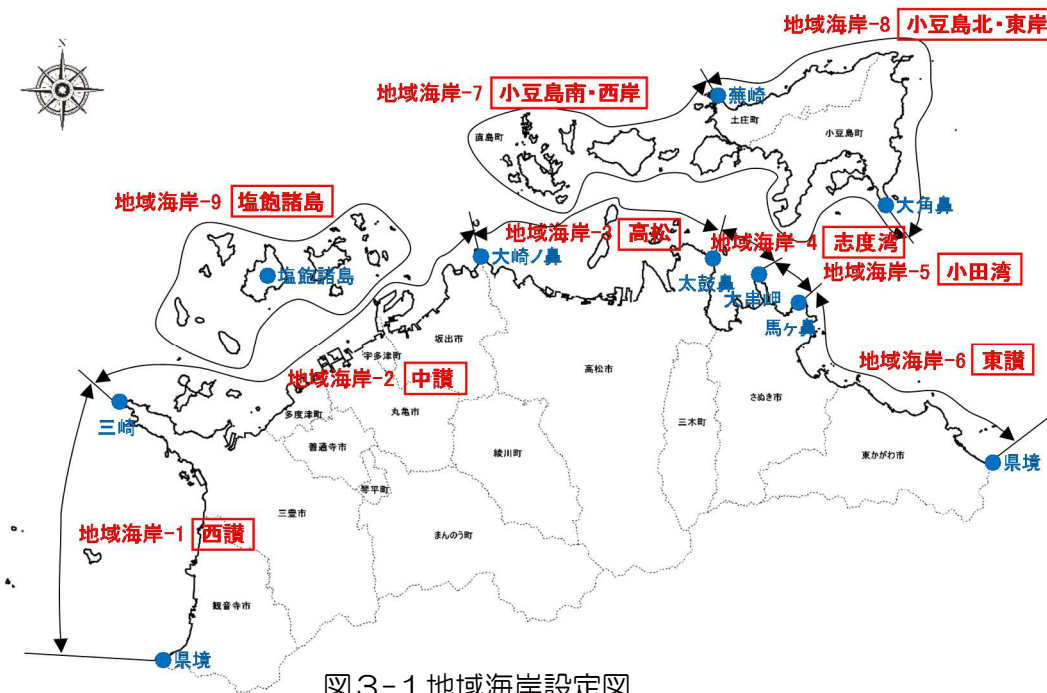 地域海岸-8 小豆島北・東岸
N
地域海岸-7 小豆島南・西岸
蕪崎
土庄町
直島町
小豆島町
地域海岸-9 塩飽諸島
大角鼻
地域海岸-3 高松
地域海岸-4 志度湾
大崎ノ鼻
太鼓鼻
地域海岸-5 小田湾
塩飽諸島
大串岬
馬ヶ鼻
坂出市
宇多津町
地域海岸-2 中讃
高松市
地域海岸-6 東讃
三崎
多度津町
丸亀市
さぬき市
三木町
善通寺市
綾川町
東かがわ市
県境
琴平町
三豊市
地域海岸-1 西讃
まんのう町
観音寺市
県境
図3-1 地域海岸設定図